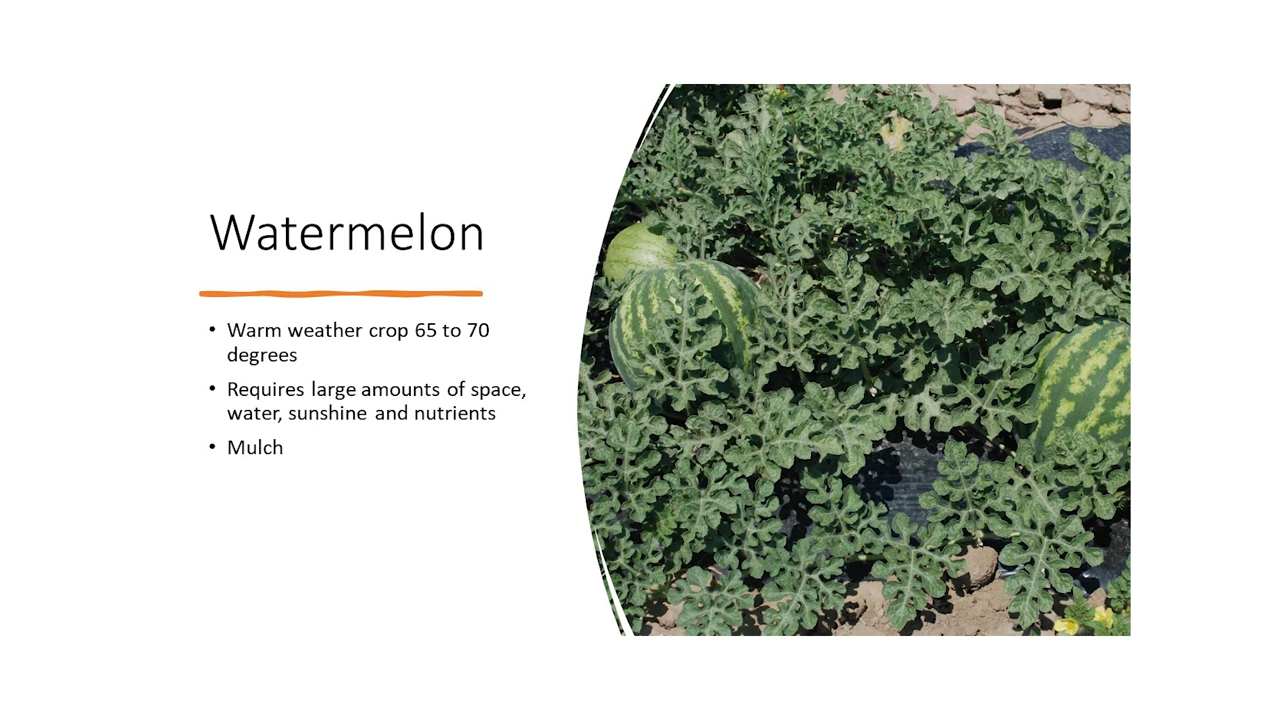 Watermelon
• Warm weather crop 65 to 70
degrees
• Requires large amounts of space,
water, sunshine and nutrients
• Mulch